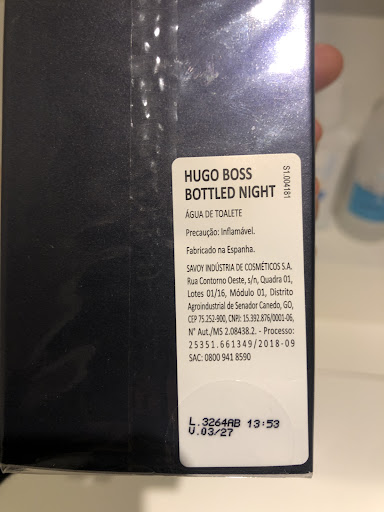 HUGO BOSS
BOTTLED NIGHT
S1.004181
ÁGUA DE TOALETE
Precaução: Inflamável.
Fabricado na Espanha.
SAVOY INDÚSTRIA DE COSMÉTICOS S.A.
Rua Contorno Oeste, s/n, Quadra 01,
Lotes 01/16, Módulo 01, Distrito
Agroindustrial de Senador Canedo, GO,
CEP 75.252-900, CNPJ: 15.392.876/0001-06,
N° Aut./MS 2.08438.2. - Processo:
25351.661349/2018-09
SAC: 0800 941 8590
L.3264AB 13:53
V.03/27